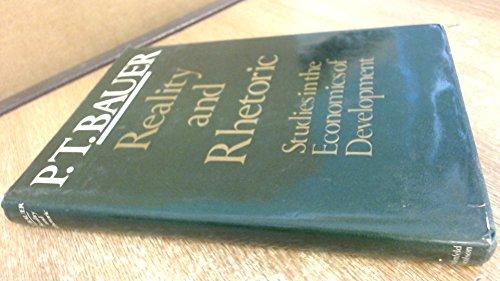 P.T. BAUER
Reality
and
Rhetoric
Studies in the
Economics of
Development